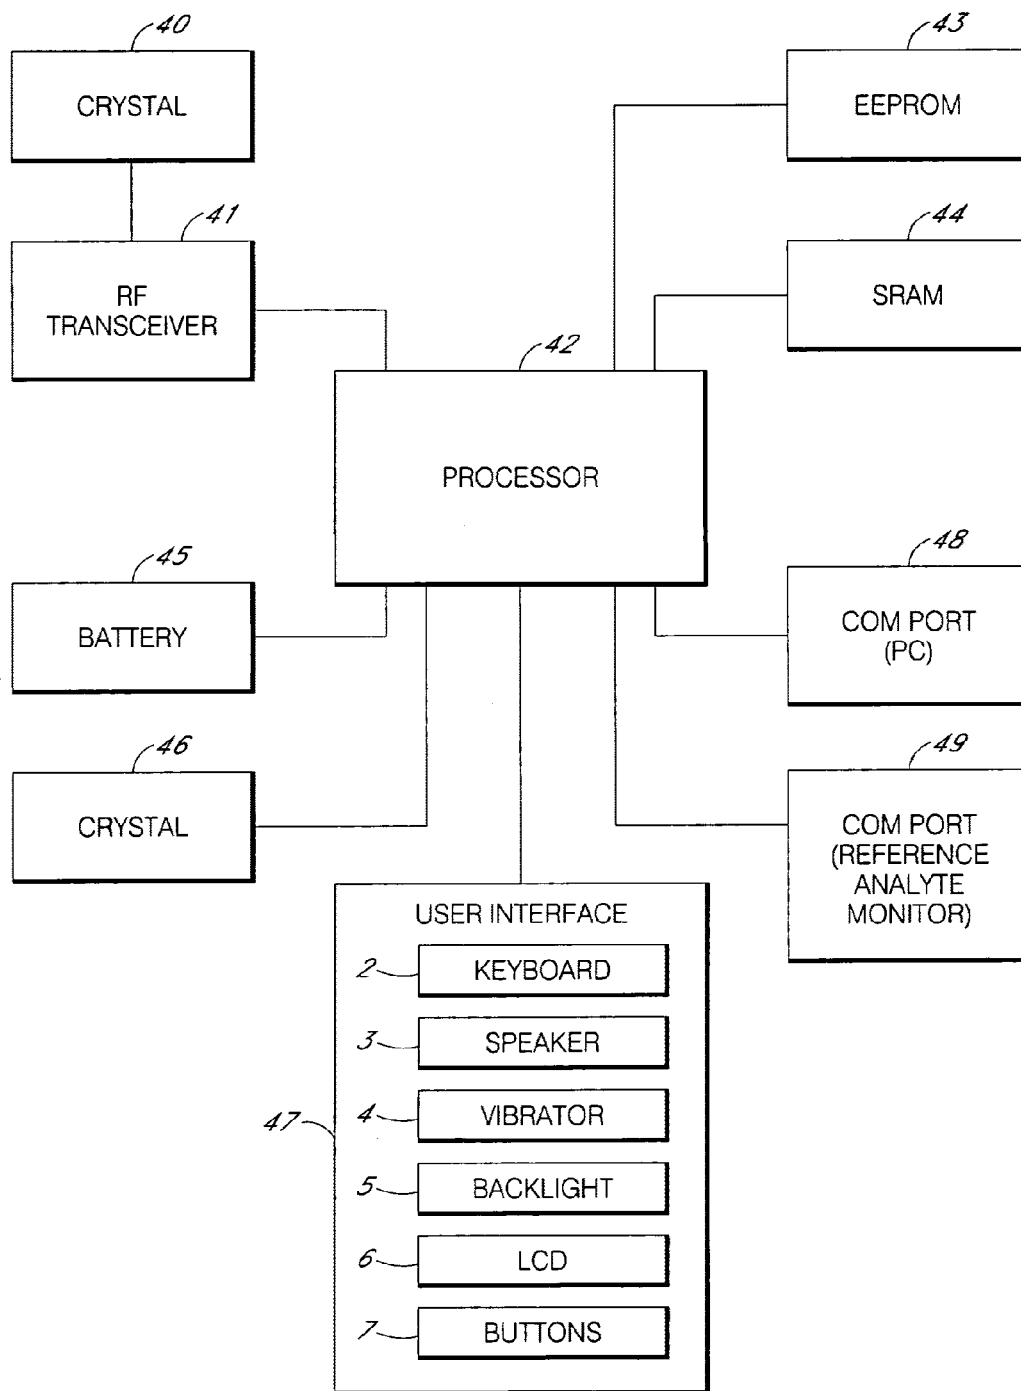 40
CRYSTAL
43
EEPROM
41
RF
TRANSCEIVER
44
SRAM
42
PROCESSOR
45
BATTERY
48
COM PORT
(PC)
46
CRYSTAL
49
COM PORT
(REFERENCE
ANALYTE
MONITOR)
47
USER INTERFACE
2
KEYBOARD
3
SPEAKER
4
VIBRATOR
5
BACKLIGHT
6
LCD
7
BUTTONS